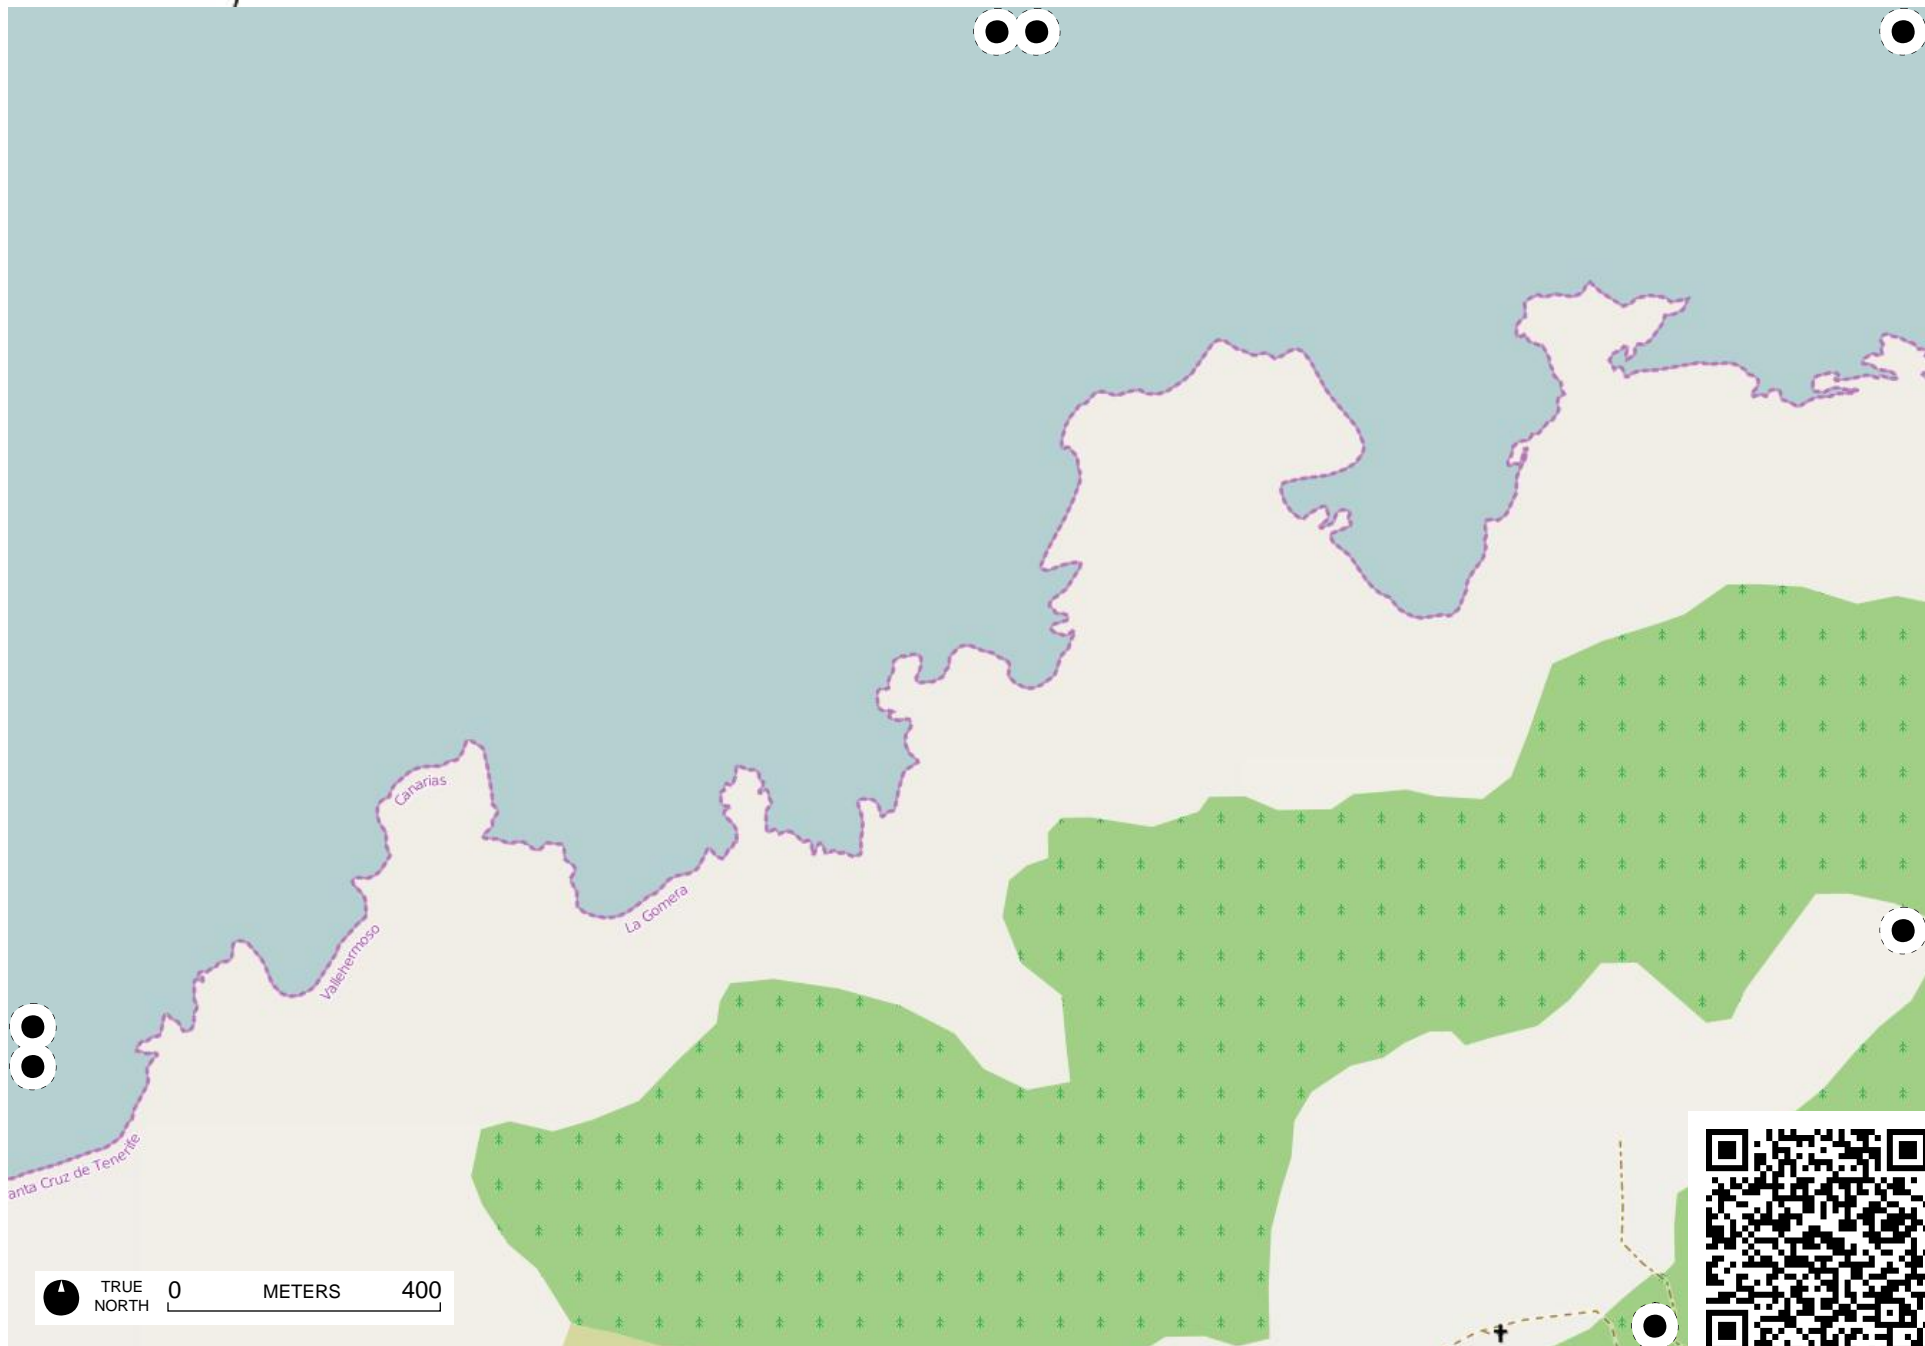 Canarias
La Gomera
Vallehermoso
anta Cruz de Tenerife
TRUE
NORTH
0 METERS 400